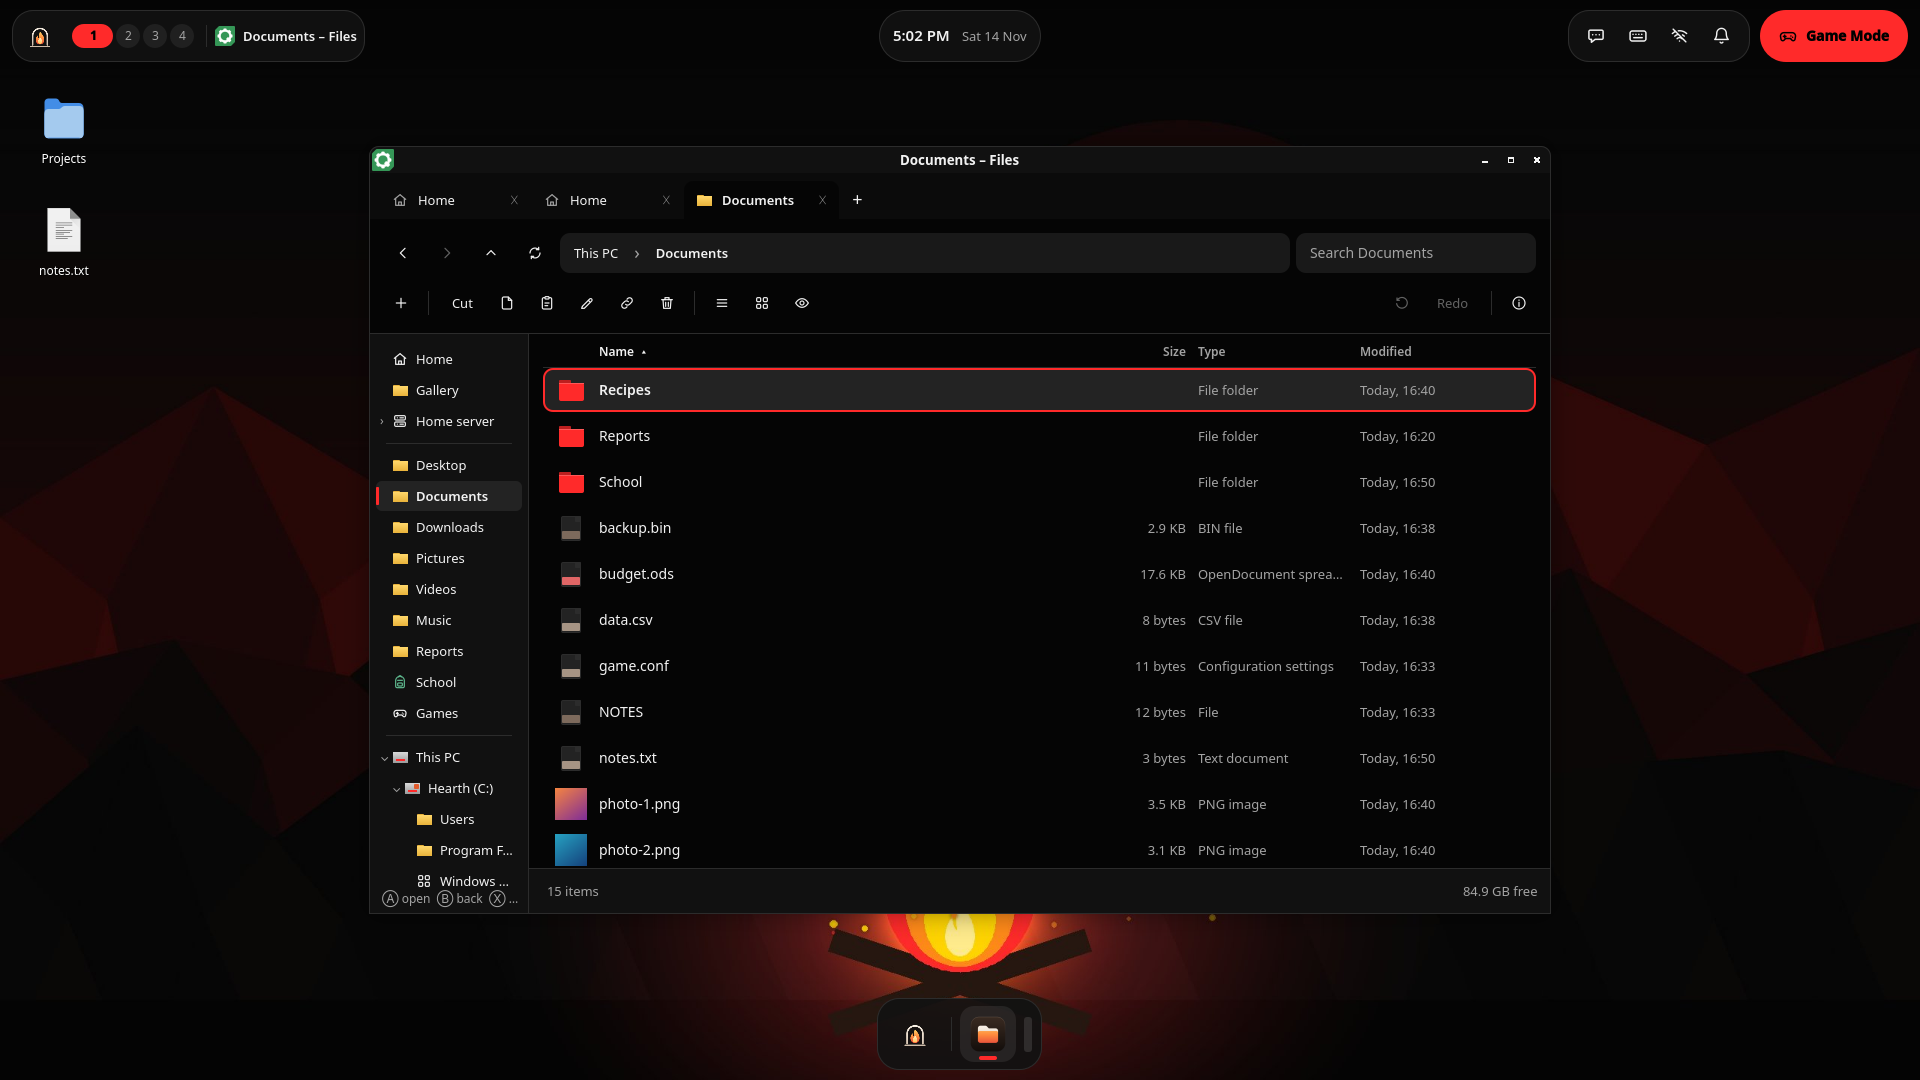 1 2 3 4 Documents – Files
5:02 PM Sat 14 Nov
Game Mode
Projects
notes.txt
Documents – Files
Home X Home X Documents X +
This PC › Documents
Search Documents
Cut
Redo
Home
Gallery
Home server
Desktop
Documents
Downloads
Pictures
Videos
Music
Reports
School
Games
This PC
Hearth (C:)
Users
Program F...
Windows ...
A open B back X ...
Name Size Type Modified
Recipes File folder Today, 16:40
Reports File folder Today, 16:20
School File folder Today, 16:50
backup.bin 2.9 KB BIN file Today, 16:38
budget.ods 17.6 KB OpenDocument sprea... Today, 16:40
data.csv 8 bytes CSV file Today, 16:38
game.conf 11 bytes Configuration settings Today, 16:33
NOTES 12 bytes File Today, 16:33
notes.txt 3 bytes Text document Today, 16:50
photo-1.png 3.5 KB PNG image Today, 16:40
photo-2.png 3.1 KB PNG image Today, 16:40
15 items 84.9 GB free